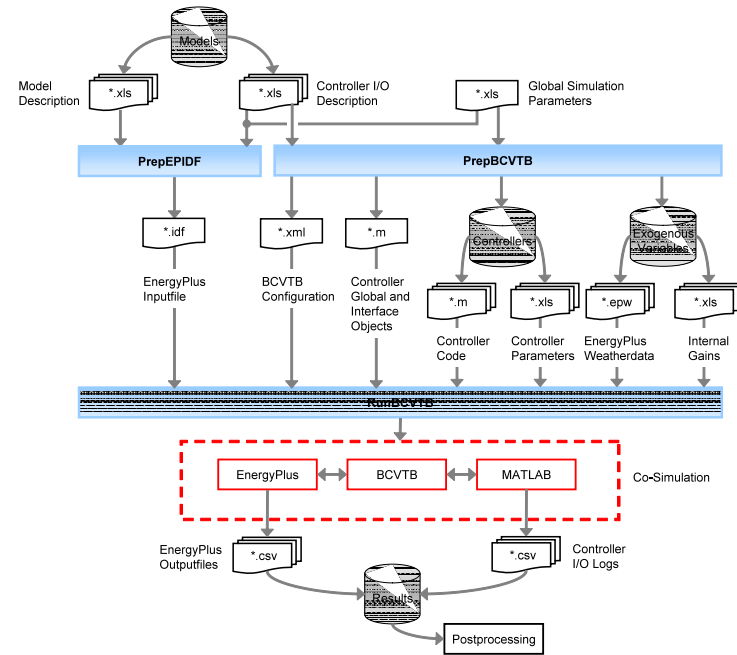 Models
Model
Description
*.xls
*.xls
Controller I/O
Description
*.xls
Global Simulation
Parameters
PrepEPIDF
PrepBCVTB
*.idf
*.xml
*.m
Controllers
Exogenous
Variables
EnergyPlus
Inputfile
BCVTB
Configuration
Controller
Global and
Interface
Objects
*.m
*.xls
*.epw
*.xls
Controller
Code
Controller
Parameters
EnergyPlus
Weatherdata
Internal
Gains
RunBCVTB
EnergyPlus
BCVTB
MATLAB
Co-Simulation
EnergyPlus
Outputfiles
*.csv
*.csv
Controller
I/O Logs
Results
Postprocessing